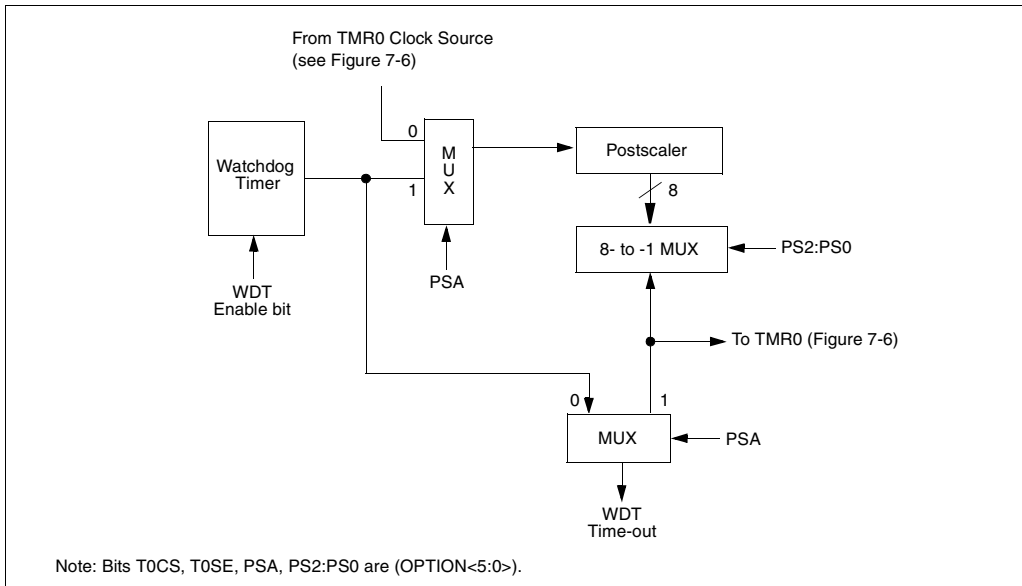 From TMR0 Clock Source
(see Figure 7-6)
0
Watchdog
Timer
1
M
U
X
Postscaler
8
8- to -1 MUX
PS2:PS0
WDT
Enable bit
PSA
To TMR0 (Figure 7-6)
0
1
MUX
PSA
WDT
Time-out
Note: Bits T0CS, T0SE, PSA, PS2:PS0 are (OPTION<5:0>).